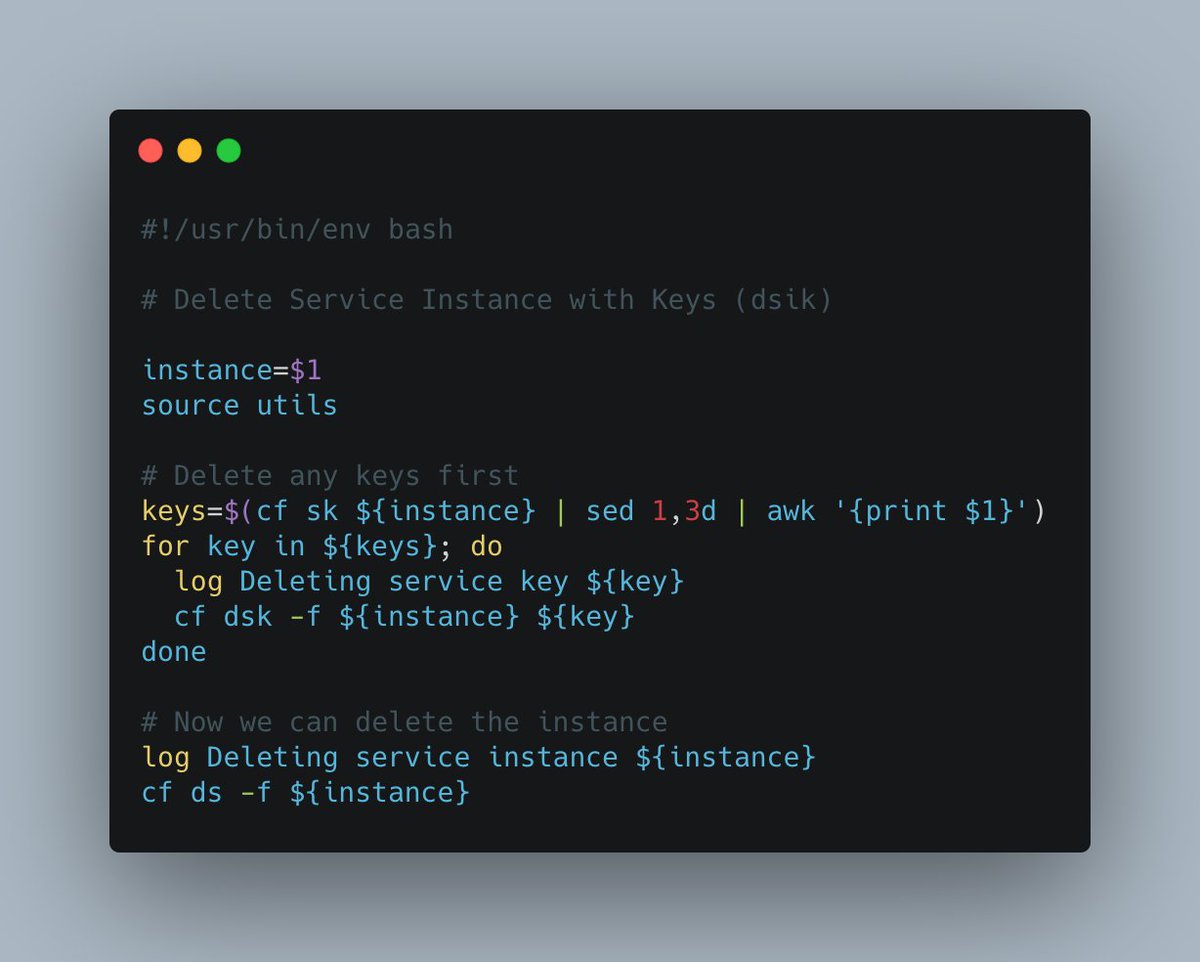 #!/usr/bin/env bash
# Delete Service Instance with Keys (dsik)
instance=$1
source utils
# Delete any keys first
keys=$(cf sk ${instance} | sed 1,3d | awk '{print $1}')
for key in ${keys}; do
  log Deleting service key ${key}
  cf dsk -f ${instance} ${key}
done
# Now we can delete the instance
log Deleting service instance ${instance}
cf ds -f ${instance}